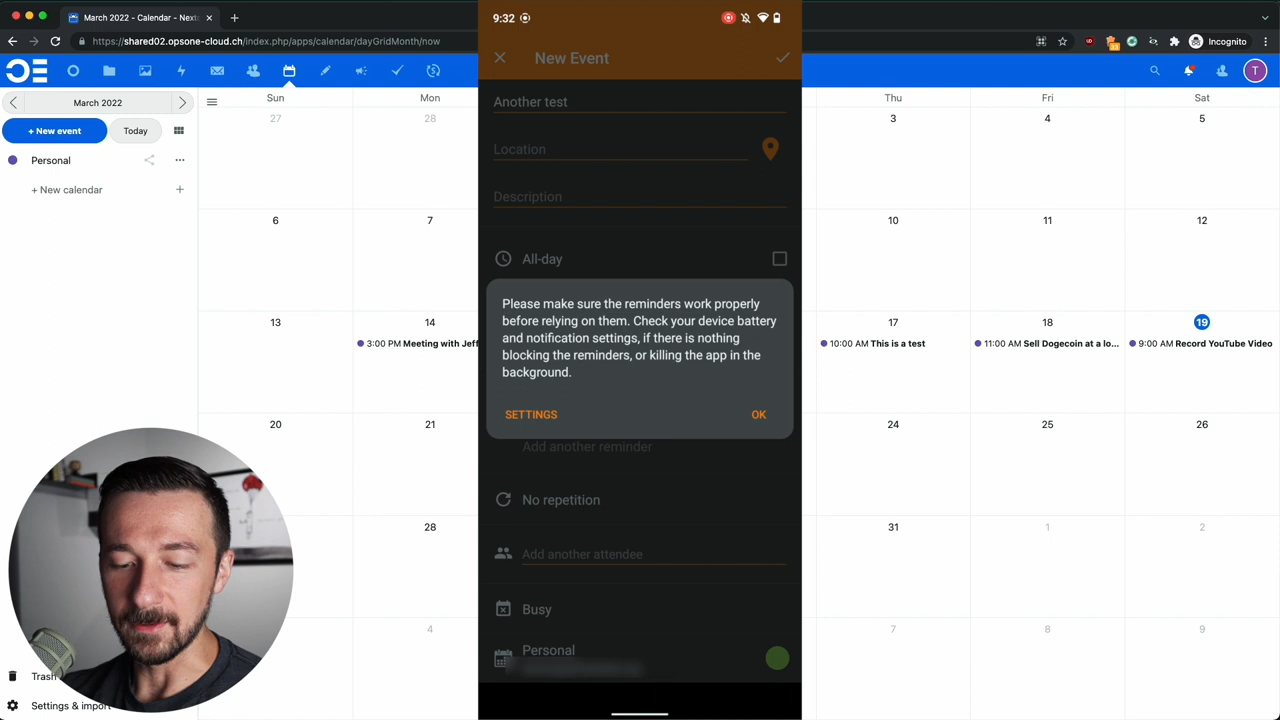 March 2022 - Calendar - Nextc
https://shared02.opsone-cloud.ch/index.php/apps/calendar/dayGridMonth/now
33
Incognito
T
March 2022
+ New event
Today
Personal
+ New calendar
Trash
Settings & import
Sun
Mon
Thu
Fri
Sat
27
28
3
4
5
6
7
10
11
12
13
14
17
18
19
3:00 PM Meeting with Jeff
10:00 AM This is a test
11:00 AM Sell Dogecoin at a lo...
9:00 AM Record YouTube Video
20
21
24
25
26
28
31
1
2
4
7
8
9
9:32
New Event
Another test
Location
Description
All-day
Please make sure the reminders work properly
before relying on them. Check your device battery
and notification settings, if there is nothing
blocking the reminders, or killing the app in the
background.
SETTINGS
OK
Add another reminder
No repetition
Add another attendee
Busy
Personal